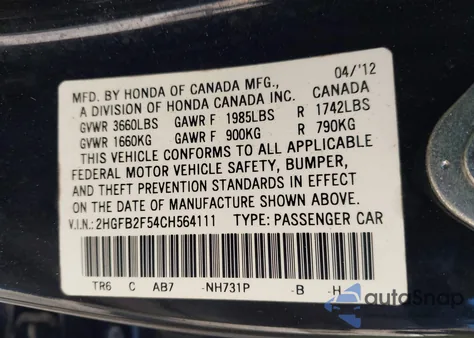 MFD. BY HONDA OF CANADA MFG., 04/'12
A DIVISION OF HONDA CANADA INC. CANADA
GVWR 3660LBS GAWR F 1985LBS R 1742LBS
GVWR 1660KG GAWR F 900KG R 790KG
THIS VEHICLE CONFORMS TO ALL APPLICABLE
FEDERAL MOTOR VEHICLE SAFETY, BUMPER,
AND THEFT PREVENTION STANDARDS IN EFFECT
ON THE DATE OF MANUFACTURE SHOWN ABOVE.
V.I.N.: 2HGFB2F54CH564111 TYPE: PASSENGER CAR
TR6 C AB7 -NH731P -B -H
autoSnap